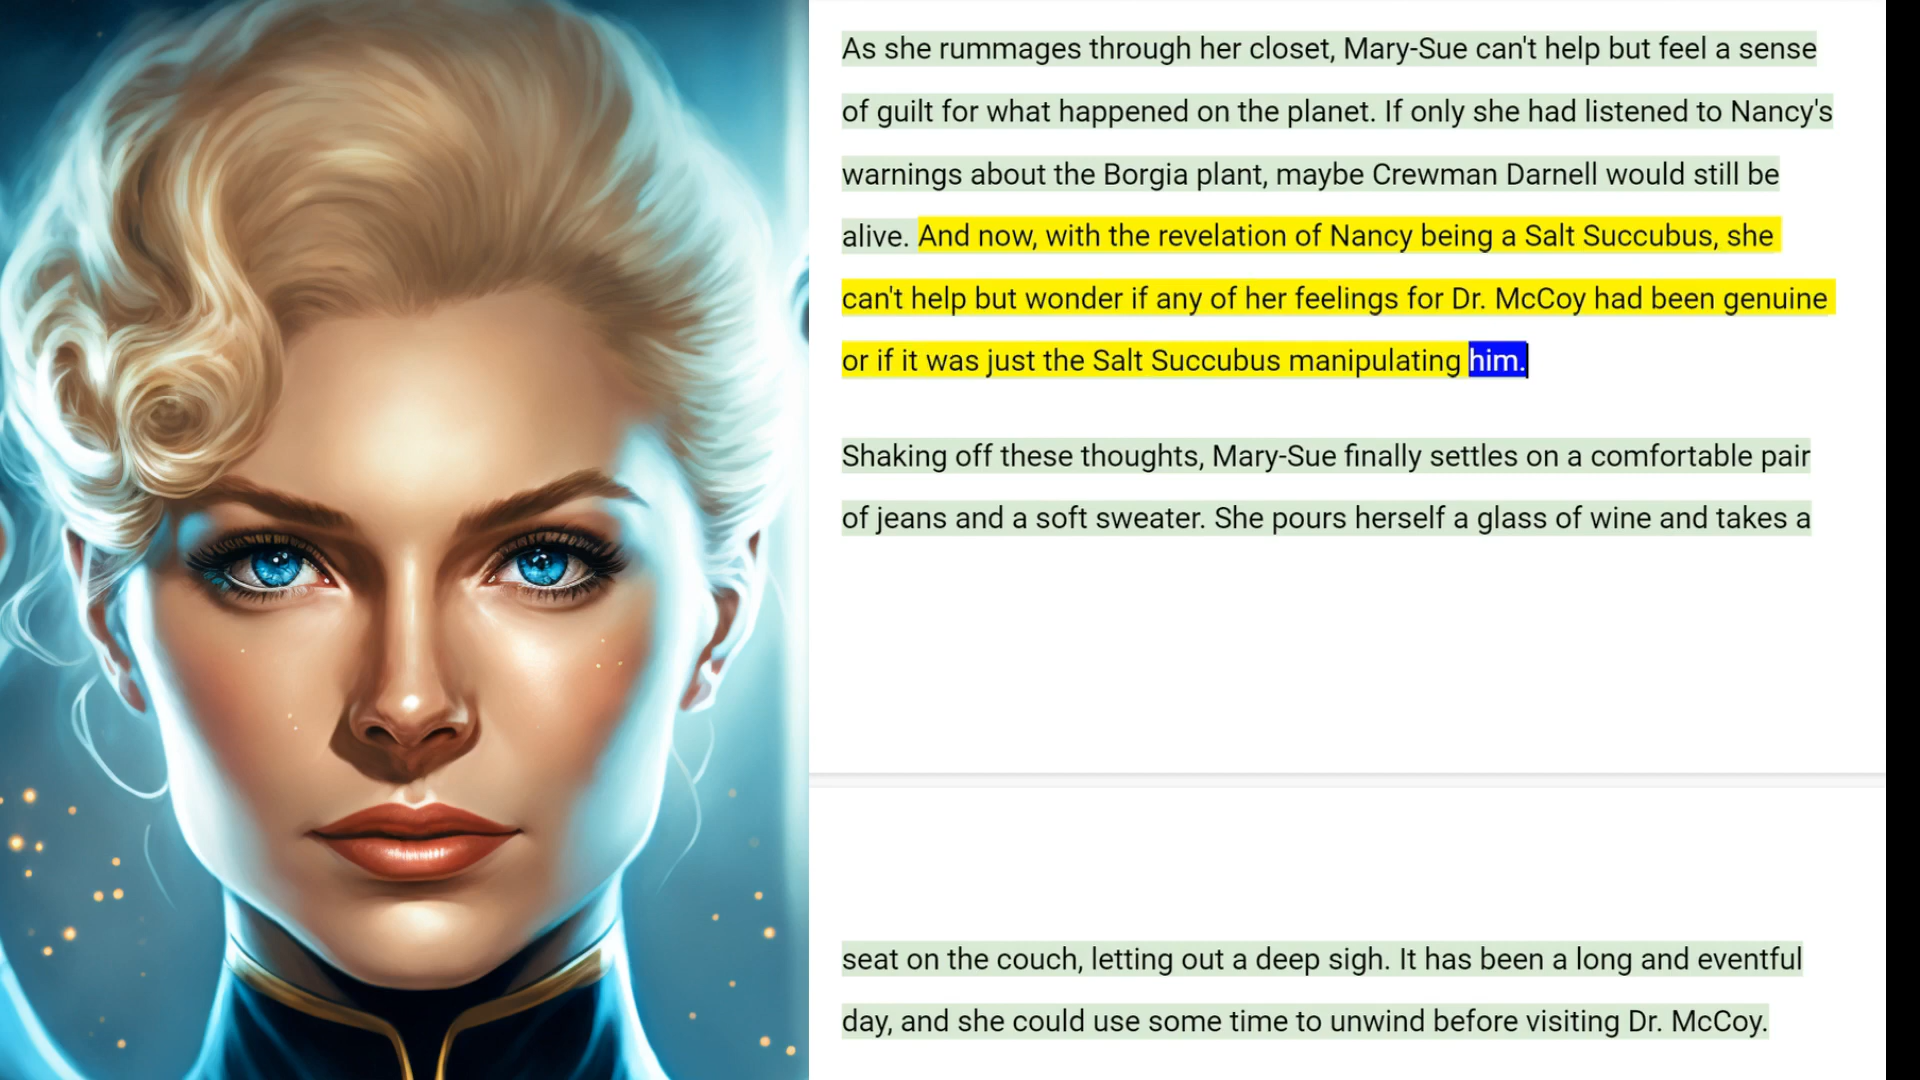 As she rummages through her closet, Mary-Sue can't help but feel a sense
of guilt for what happened on the planet. If only she had listened to Nancy's
warnings about the Borgia plant, maybe Crewman Darnell would still be
alive. And now, with the revelation of Nancy being a Salt Succubus, she
can't help but wonder if any of her feelings for Dr. McCoy had been genuine
or if it was just the Salt Succubus manipulating him.
Shaking off these thoughts, Mary-Sue finally settles on a comfortable pair
of jeans and a soft sweater. She pours herself a glass of wine and takes a
seat on the couch, letting out a deep sigh. It has been a long and eventful
day, and she could use some time to unwind before visiting Dr. McCoy.